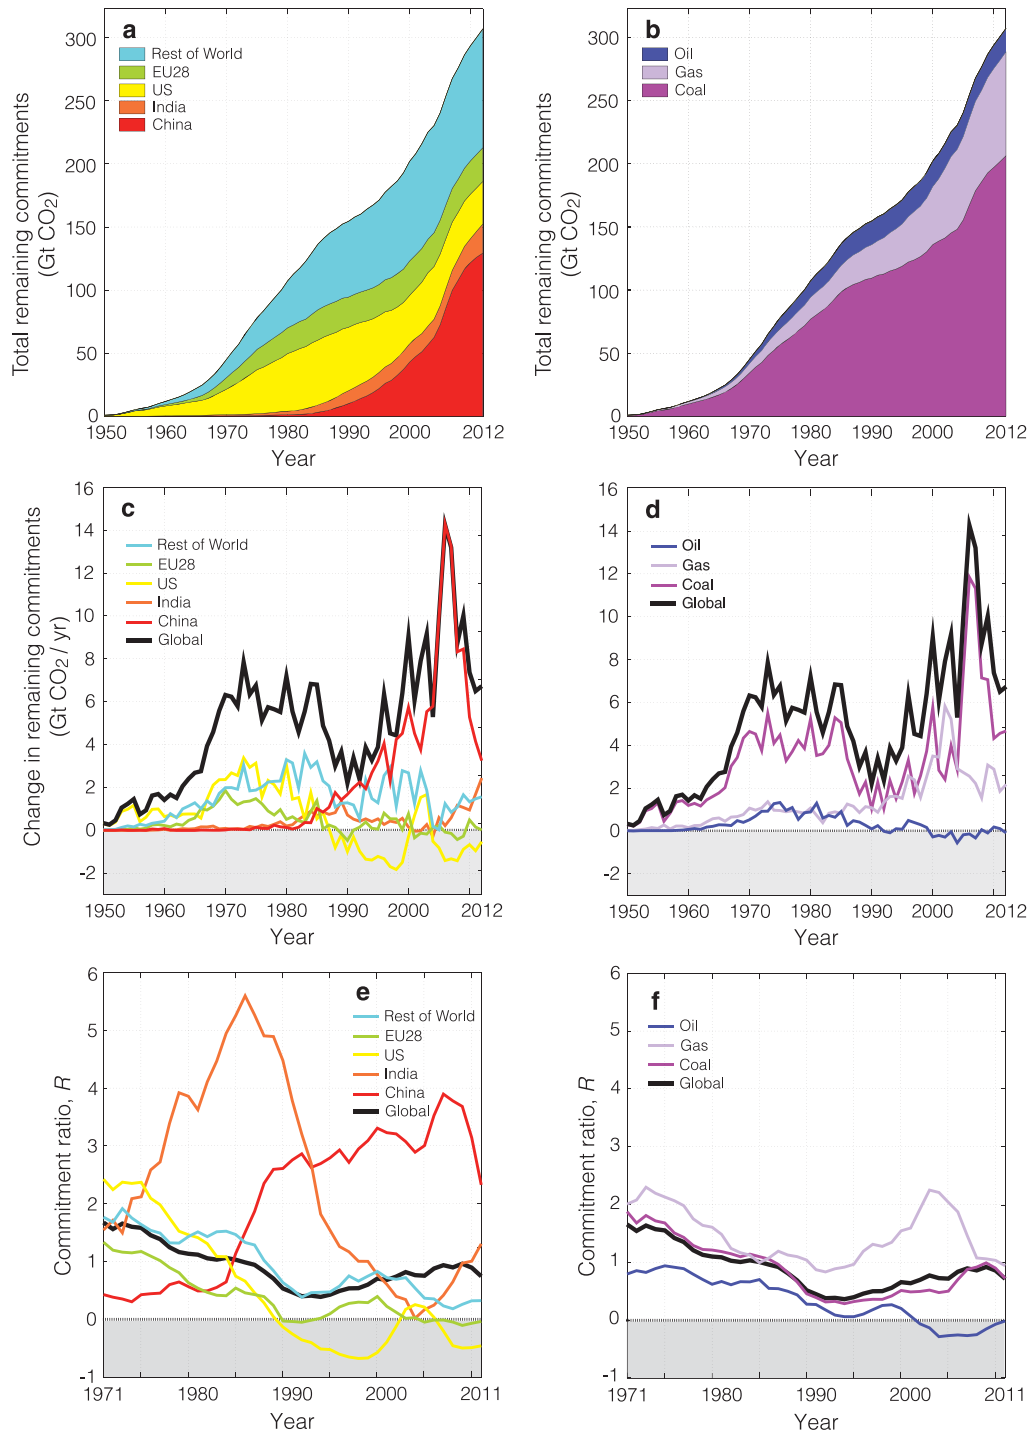 a
Rest of World
EU28
US
India
China
300
250
200
150
100
50
0
Total remaining commitments
(Gt CO2)
1950 1960 1970 1980 1990 2000 2012
Year
b
Oil
Gas
Coal
300
250
200
150
100
50
0
Total remaining commitments
(Gt CO2)
1950 1960 1970 1980 1990 2000 2012
Year
c
Rest of World
EU28
US
India
China
Global
16
14
12
10
8
6
4
2
0
-2
Change in remaining commitments
(Gt CO2 / yr)
1950 1960 1970 1980 1990 2000 2012
Year
d
Oil
Gas
Coal
Global
16
14
12
10
8
6
4
2
0
-2
1950 1960 1970 1980 1990 2000 2012
Year
e
Rest of World
EU28
US
India
China
Global
6
5
4
3
2
1
0
-1
Commitment ratio, R
1971 1980 1990 2000 2011
Year
f
Oil
Gas
Coal
Global
6
5
4
3
2
1
0
-1
Commitment ratio, R
1971 1980 1990 2000 2011
Year